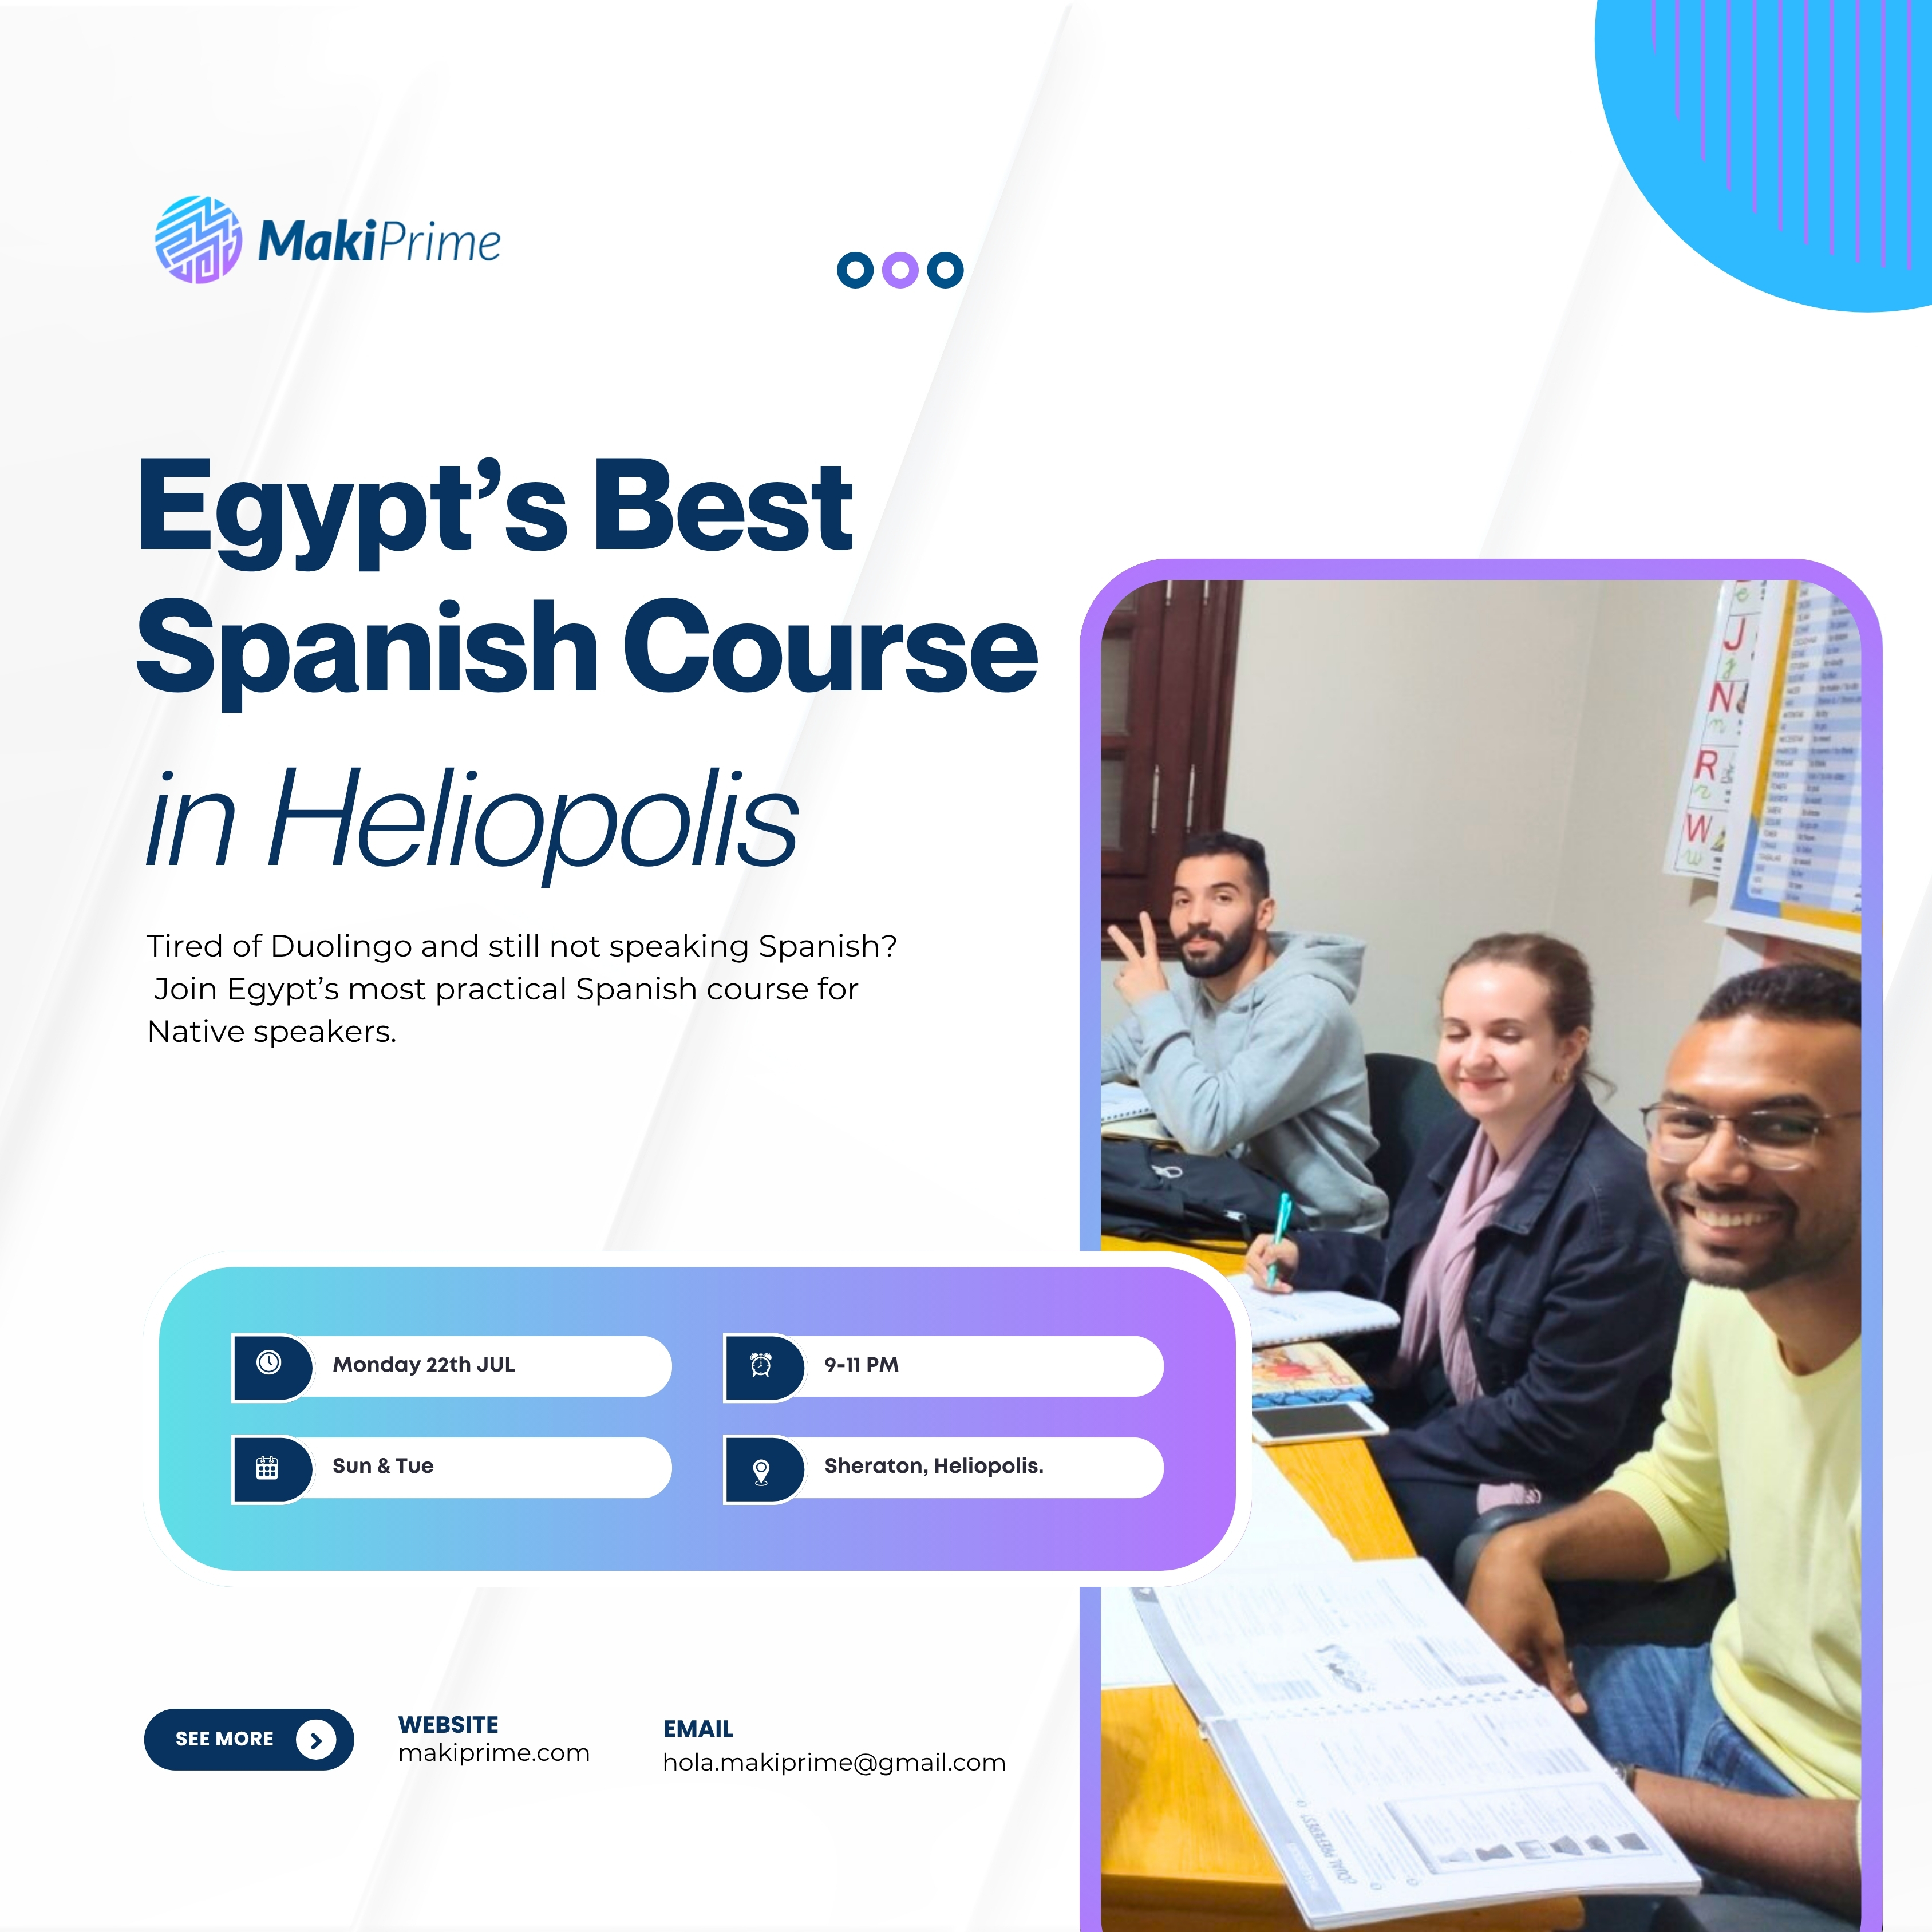 MakiPrime
Egypt’s Best
Spanish Course
in Heliopolis
Tired of Duolingo and still not speaking Spanish?
Join Egypt’s most practical Spanish course for
Native speakers.
Monday 22th JUL
9-11 PM
Sun & Tue
Sheraton, Heliopolis.
SEE MORE
WEBSITE
makiprime.com
EMAIL
hola.makiprime@gmail.com
J
N
n
R
r
W
w
¿CUÁL PREFIERES?